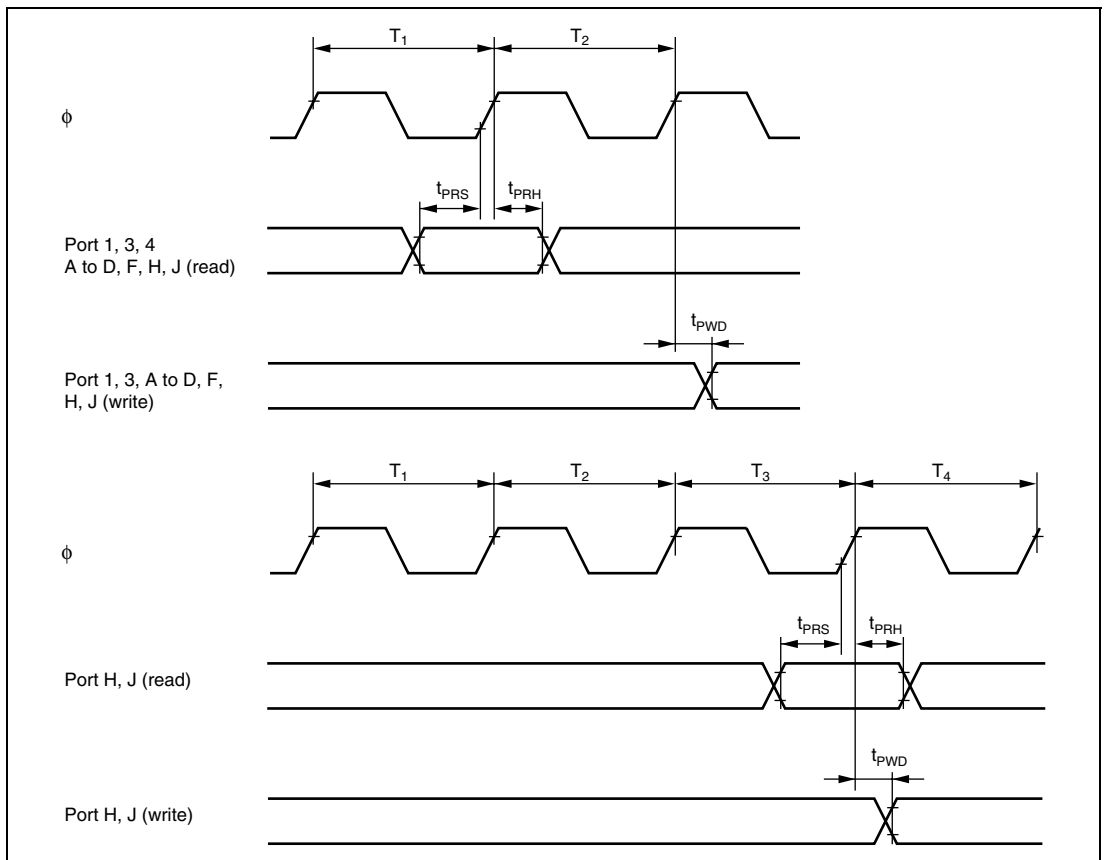 T₁ T₂
ϕ
tPRS tPRH
Port 1, 3, 4
A to D, F, H, J (read)
tPWD
Port 1, 3, A to D, F,
H, J (write)
T₁ T₂ T₃ T₄
ϕ
tPRS tPRH
Port H, J (read)
tPWD
Port H, J (write)